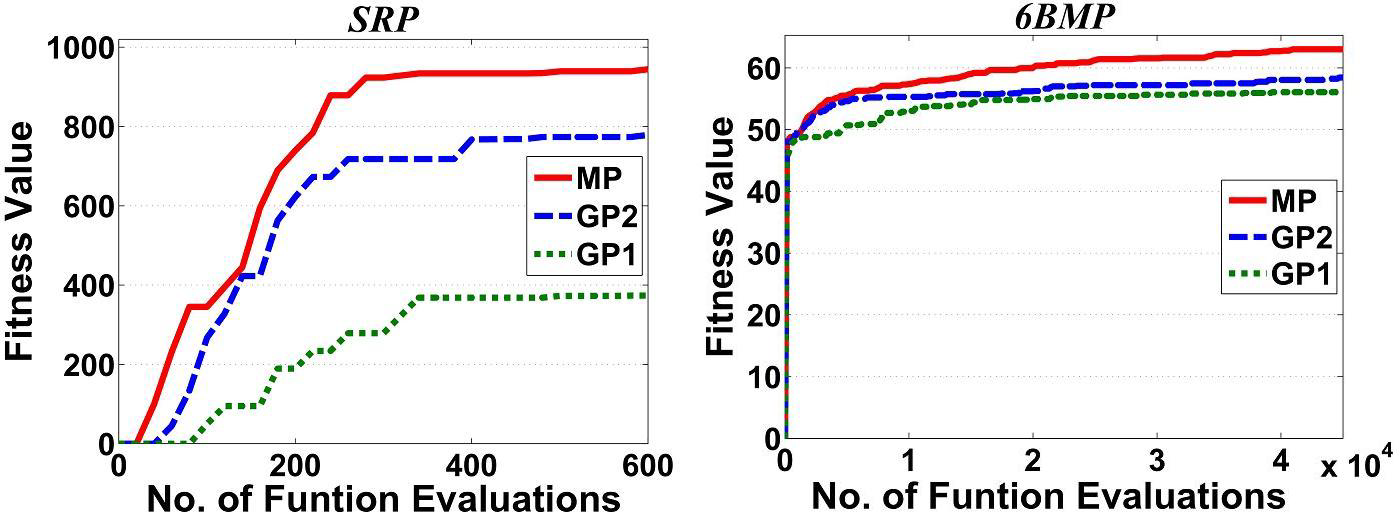 SRP
1000
800
600
400
200
0
0 200 400 600
Fitness Value
No. of Funtion Evaluations
MP
GP2
GP1
6BMP
60
50
40
30
20
10
0
0 1 2 3 4 x 10^4
Fitness Value
No. of Funtion Evaluations
MP
GP2
GP1